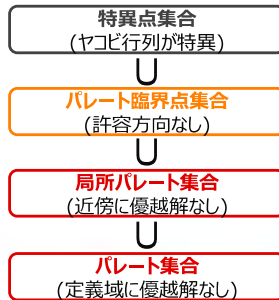 特異点集合
(ヤコビ行列が特異)
パレート臨界点集合
(許容方向なし)
局所パレート集合
(近傍に優越解なし)
パレート集合
(定義域に優越解なし)